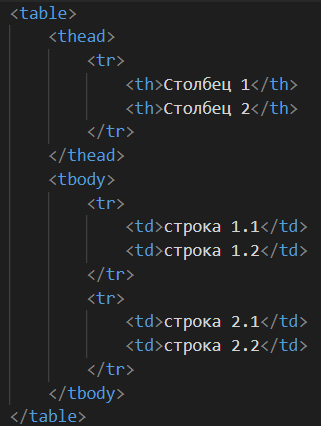 <table>
<thead>
<tr>
<th>Столбец 1</th>
<th>Столбец 2</th>
</tr>
</thead>
<tbody>
<tr>
<td>строка 1.1</td>
<td>строка 1.2</td>
</tr>
<tr>
<td>строка 2.1</td>
<td>строка 2.2</td>
</tr>
</tbody>
</table>